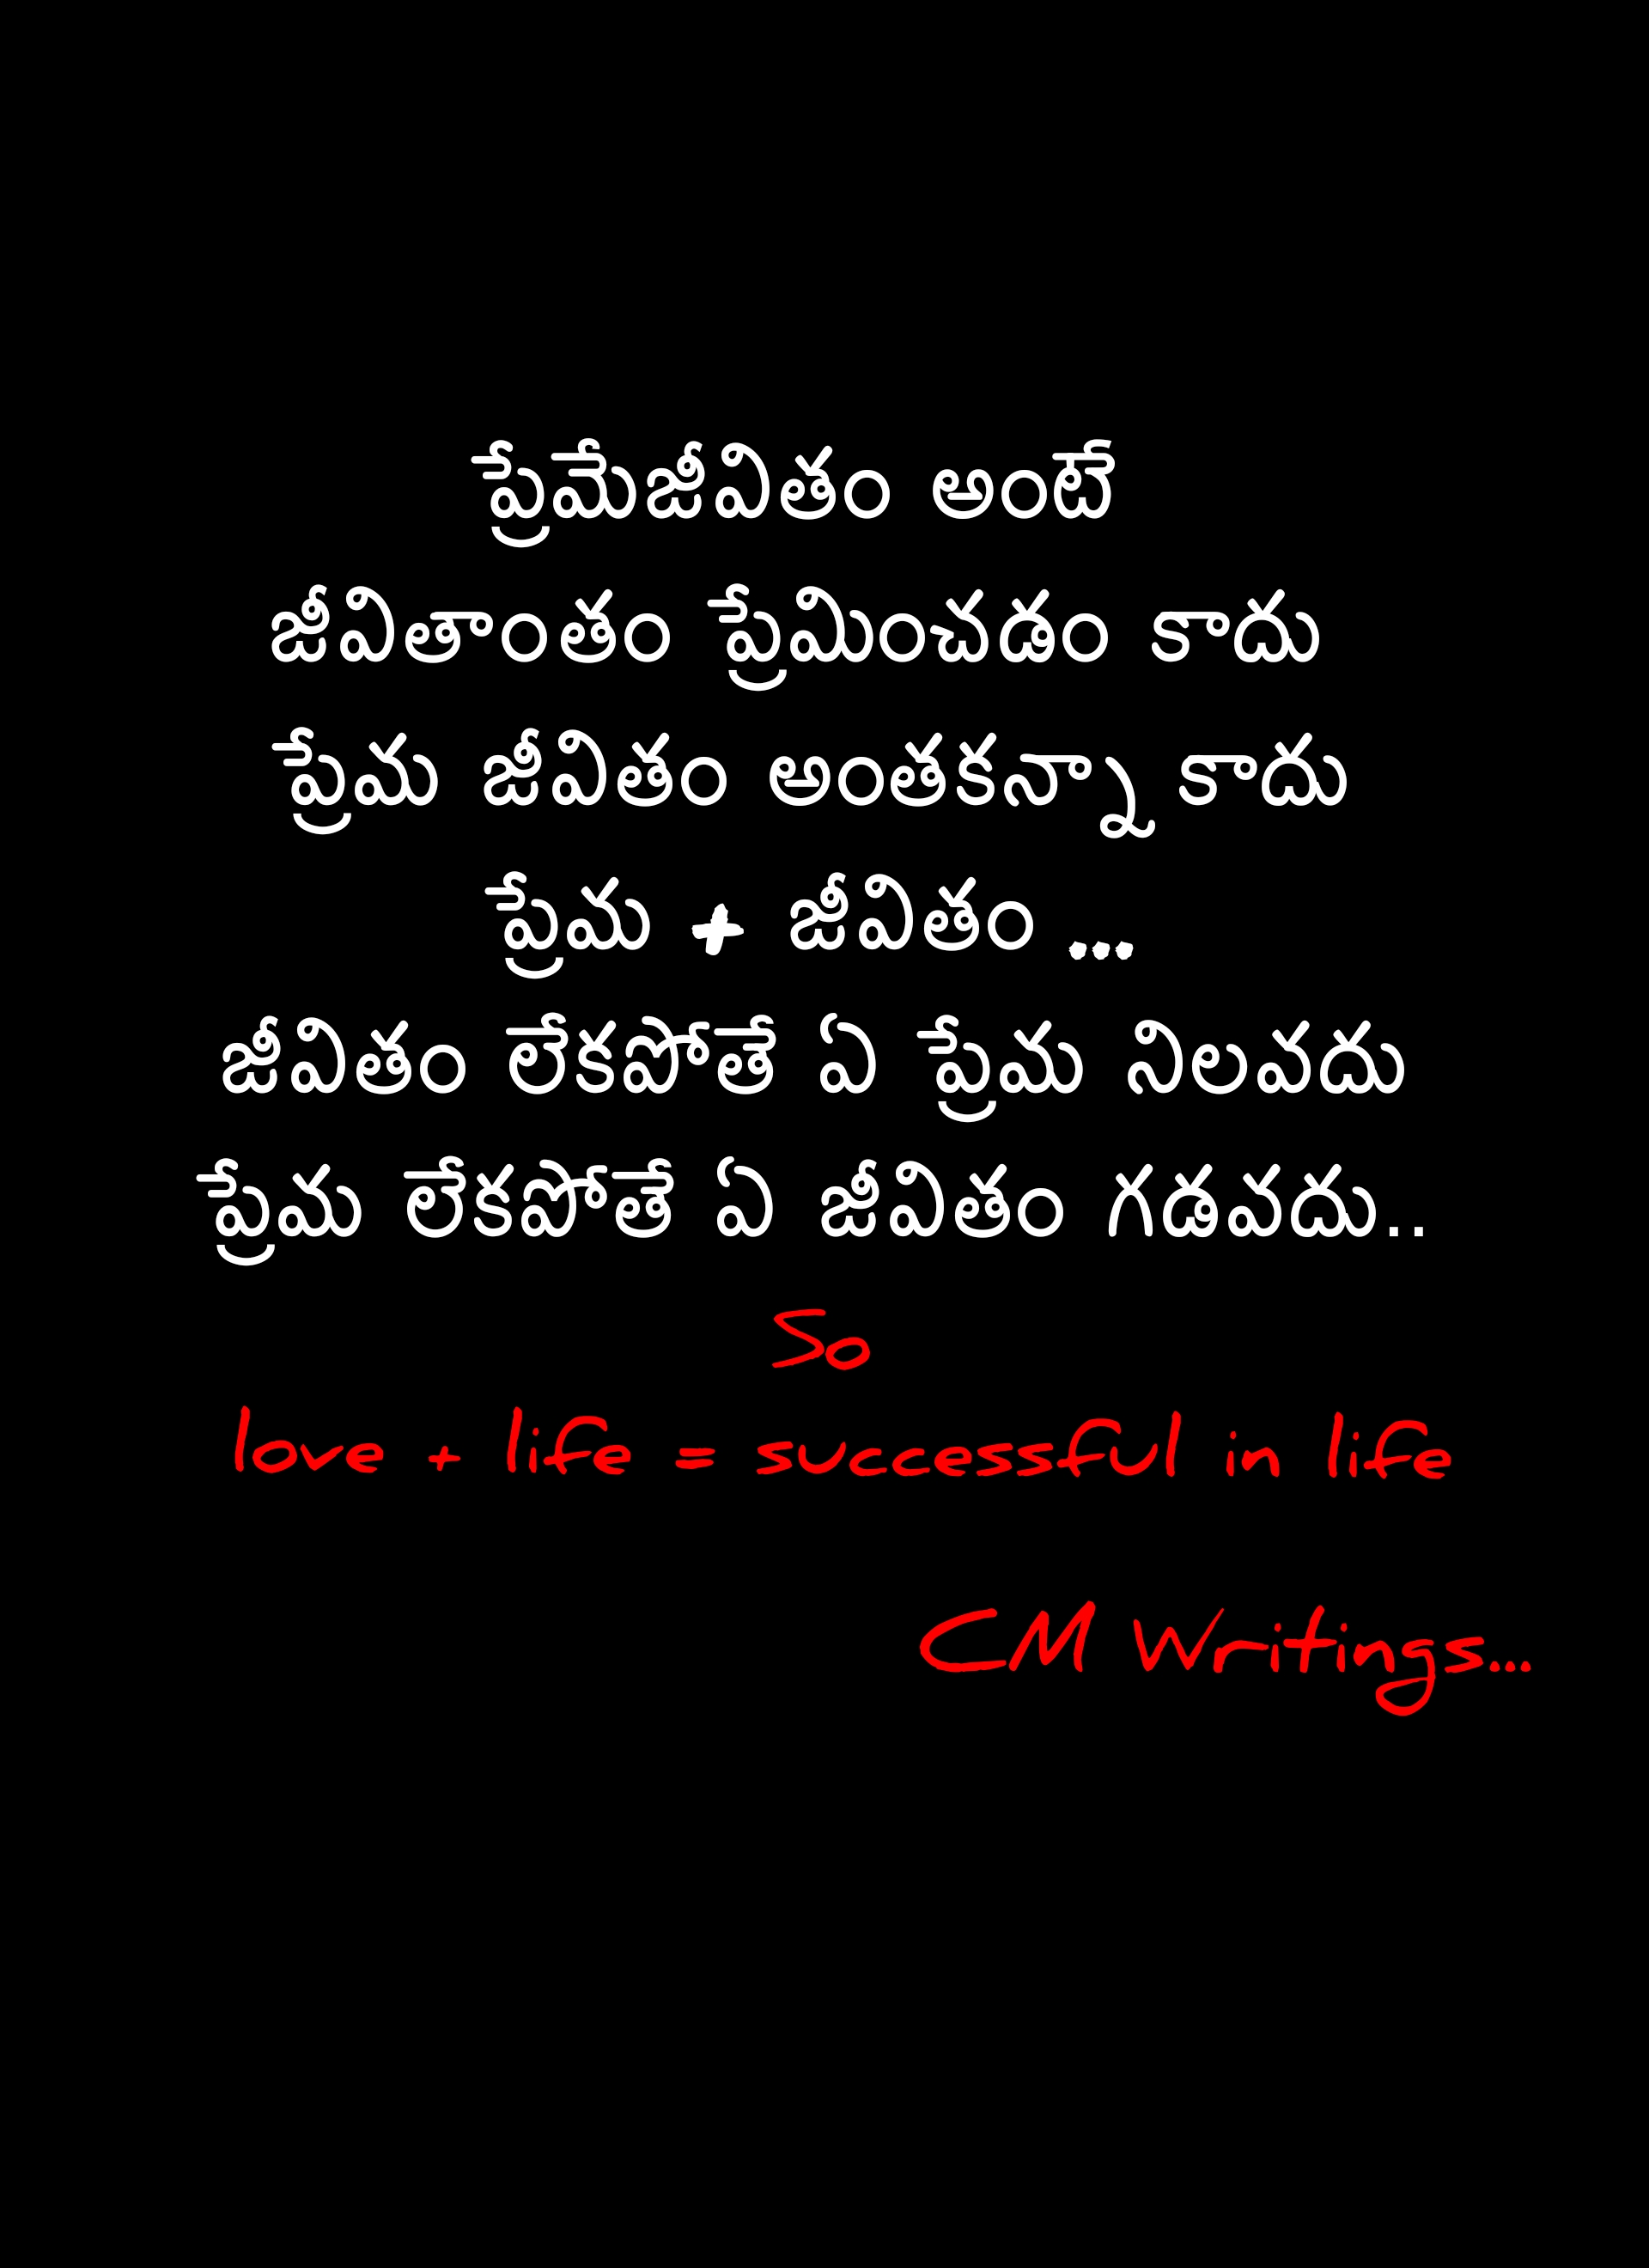 ప్రేమేజీవితం అంటే
జీవితాంతం ప్రేమించడం కాదు
ప్రేమ జీవితం అంతకన్నా కాదు
ప్రేమ + జీవితం ...
జీవితం లేకపోతే ఏ ప్రేమ నిలవదు
ప్రేమ లేకపోతే ఏ జీవితం గడవదు..
So
love + life = successful in life
CM Writings...